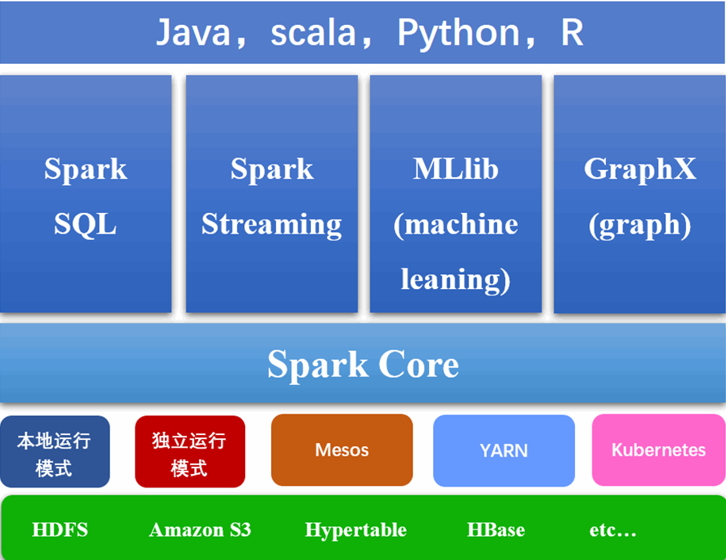 Java，scala，Python，R
Spark
SQL
Spark
Streaming
MLlib
(machine
leaning)
GraphX
(graph)
Spark Core
本地运行
模式
独立运行
模式
Mesos
YARN
Kubernetes
HDFS Amazon S3 Hypertable HBase etc...